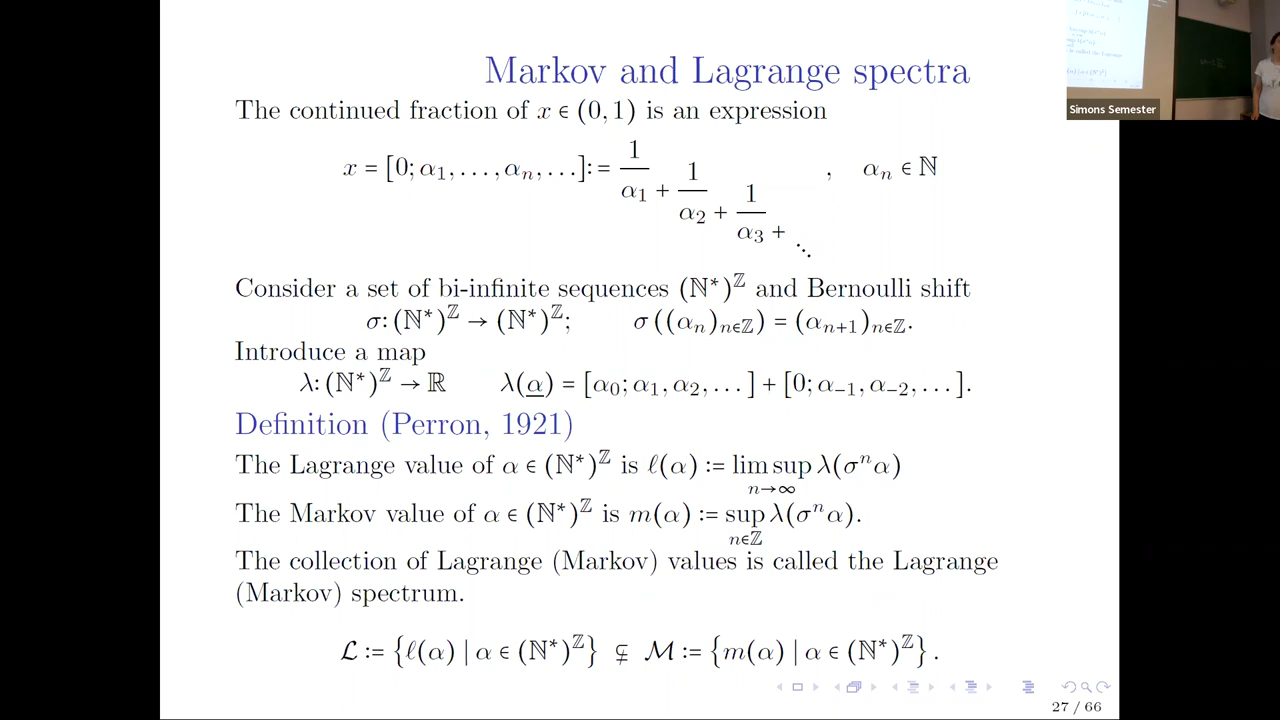 Markov and Lagrange spectra
The continued fraction of x ∈ (0, 1) is an expression
x = [0; α₁, . . . , αₙ, . . .] := 1/(α₁ + 1/(α₂ + 1/(α₃ + ⋱))) , αₙ ∈ ℕ
Consider a set of bi-infinite sequences (ℕ*)^ℤ and Bernoulli shift
σ: (ℕ*)^ℤ → (ℕ*)^ℤ; σ ((αₙ)ₙ∈ℤ) = (αₙ₊₁)ₙ∈ℤ.
Introduce a map
λ: (ℕ*)^ℤ → ℝ λ(α̲) = [α₀; α₁, α₂, . . . ] + [0; α₋₁, α₋₂, . . . ].
Definition (Perron, 1921)
The Lagrange value of α ∈ (ℕ*)^ℤ is ℓ(α) := lim sup λ(σⁿα)
n→∞
The Markov value of α ∈ (ℕ*)^ℤ is m(α) := sup λ(σⁿα).
n∈ℤ
The collection of Lagrange (Markov) values is called the Lagrange
(Markov) spectrum.
ℒ := {ℓ(α) | α ∈ (ℕ*)^ℤ} ⊊ ℳ := {m(α) | α ∈ (ℕ*)^ℤ} .
27 / 66
Simons Semester